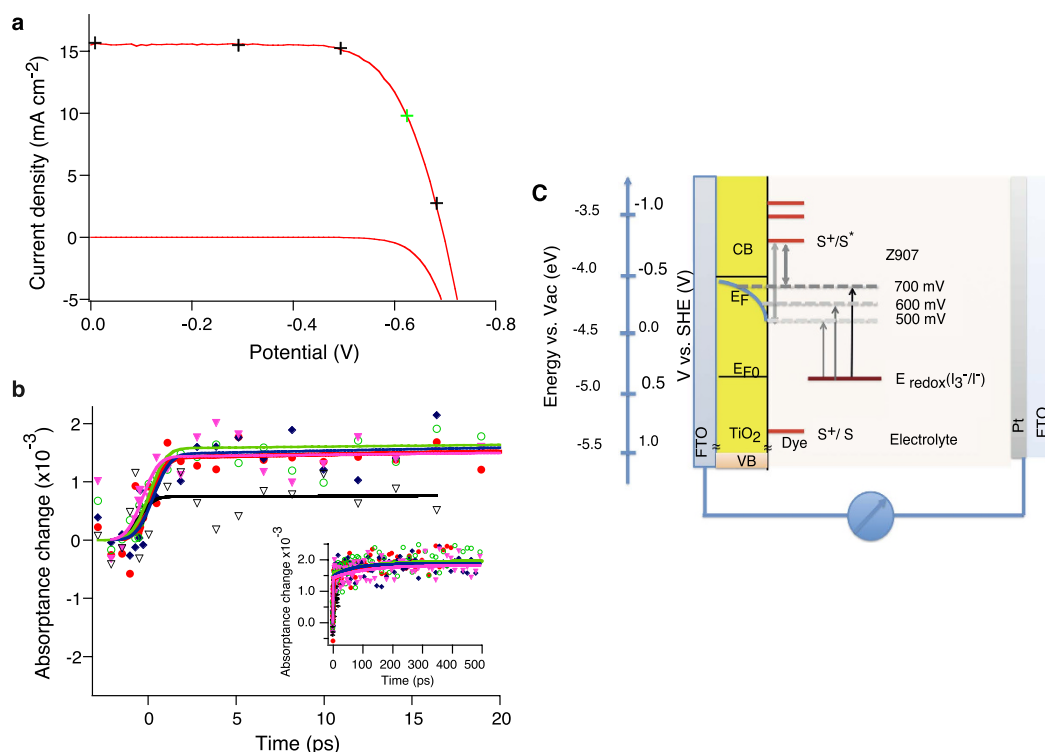 a
15
10
5
0
-5
Current density (mA cm⁻²)
0.0
-0.2
-0.4
-0.6
-0.8
Potential (V)
b
2
1
0
-1
-2
Absorptance change (x10⁻³)
0
5
10
15
20
Time (ps)
2.0
1.0
0.0
Absorptance change x10⁻³
0
100
200
300
400
500
Time (ps)
C
Energy vs. Vac (eV)
-3.5
-4.0
-4.5
-5.0
-5.5
-1.0
-0.5
0.0
0.5
1.0
V vs. SHE (V)
FTO
CB
E_F
E_F0
TiO₂
VB
S⁺/S*
Z907
700 mV
600 mV
500 mV
E redox(I₃⁻/I⁻)
Dye
S⁺/ S
Electrolyte
≈
≈
Pt
FTO